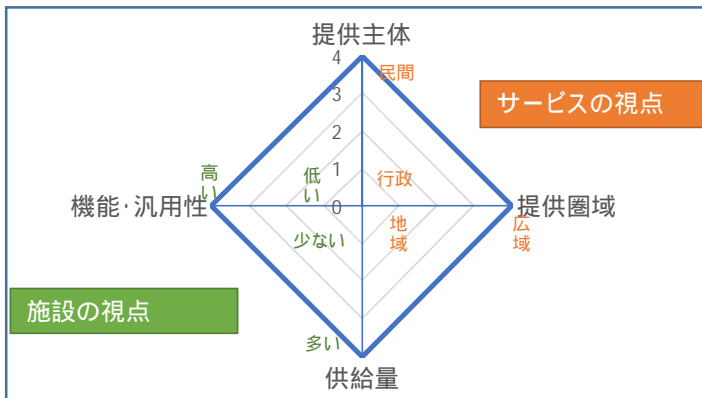 提供主体
4
民間
3
サービスの視点
2
高い
低い
1
行政
機能・汎用性
0
提供圏域
少ない
地域
広域
施設の視点
多い
供給量